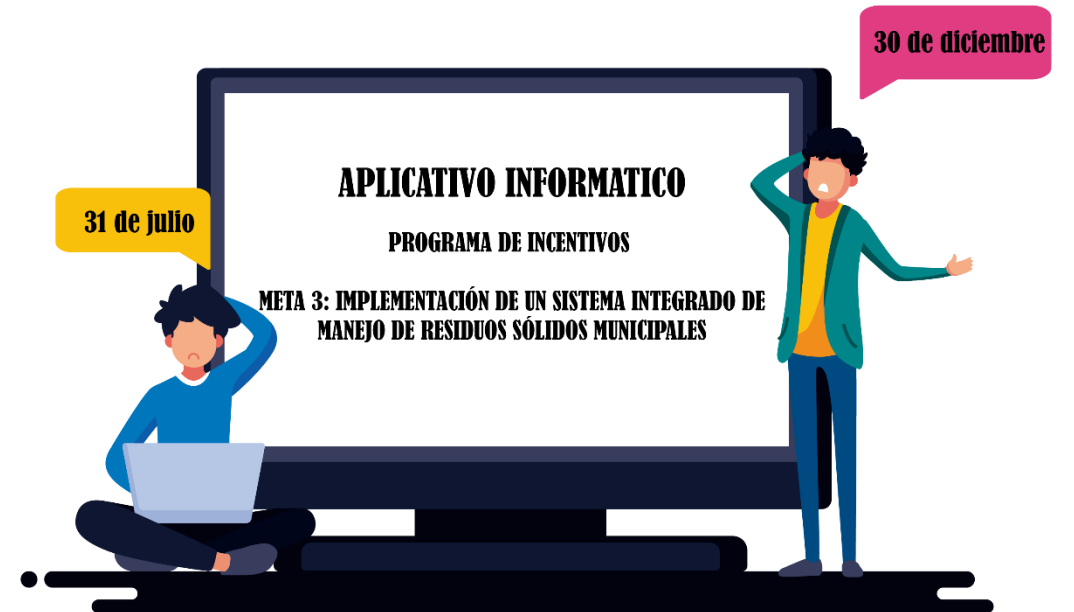 30 de diciembre
APLICATIVO INFORMATICO
31 de julio
PROGRAMA DE INCENTIVOS
META 3: IMPLEMENTACIÓN DE UN SISTEMA INTEGRADO DE
MANEJO DE RESIDUOS SÓLIDOS MUNICIPALES